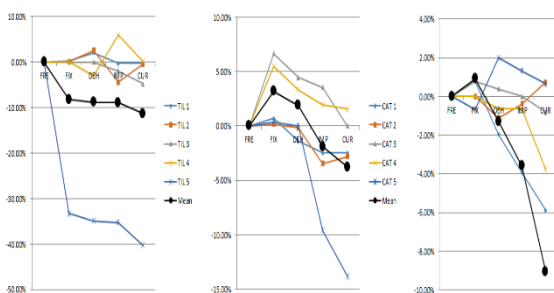 10.00%
0.00%
-10.00%
-20.00%
-30.00%
-40.00%
-50.00%
FRE FIX DEH IMP CUR
TIL 1
TIL 2
TIL 3
TIL 4
TIL 5
Mean
10.00%
5.00%
0.00%
-5.00%
-10.00%
-15.00%
FRE FIX DEH IMP CUR
CAT 1
CAT 2
CAT 3
CAT 4
CAT 5
Mean
4.00%
2.00%
0.00%
-2.00%
-4.00%
-6.00%
-8.00%
-10.00%
FRE FIX DEH IMP CUR